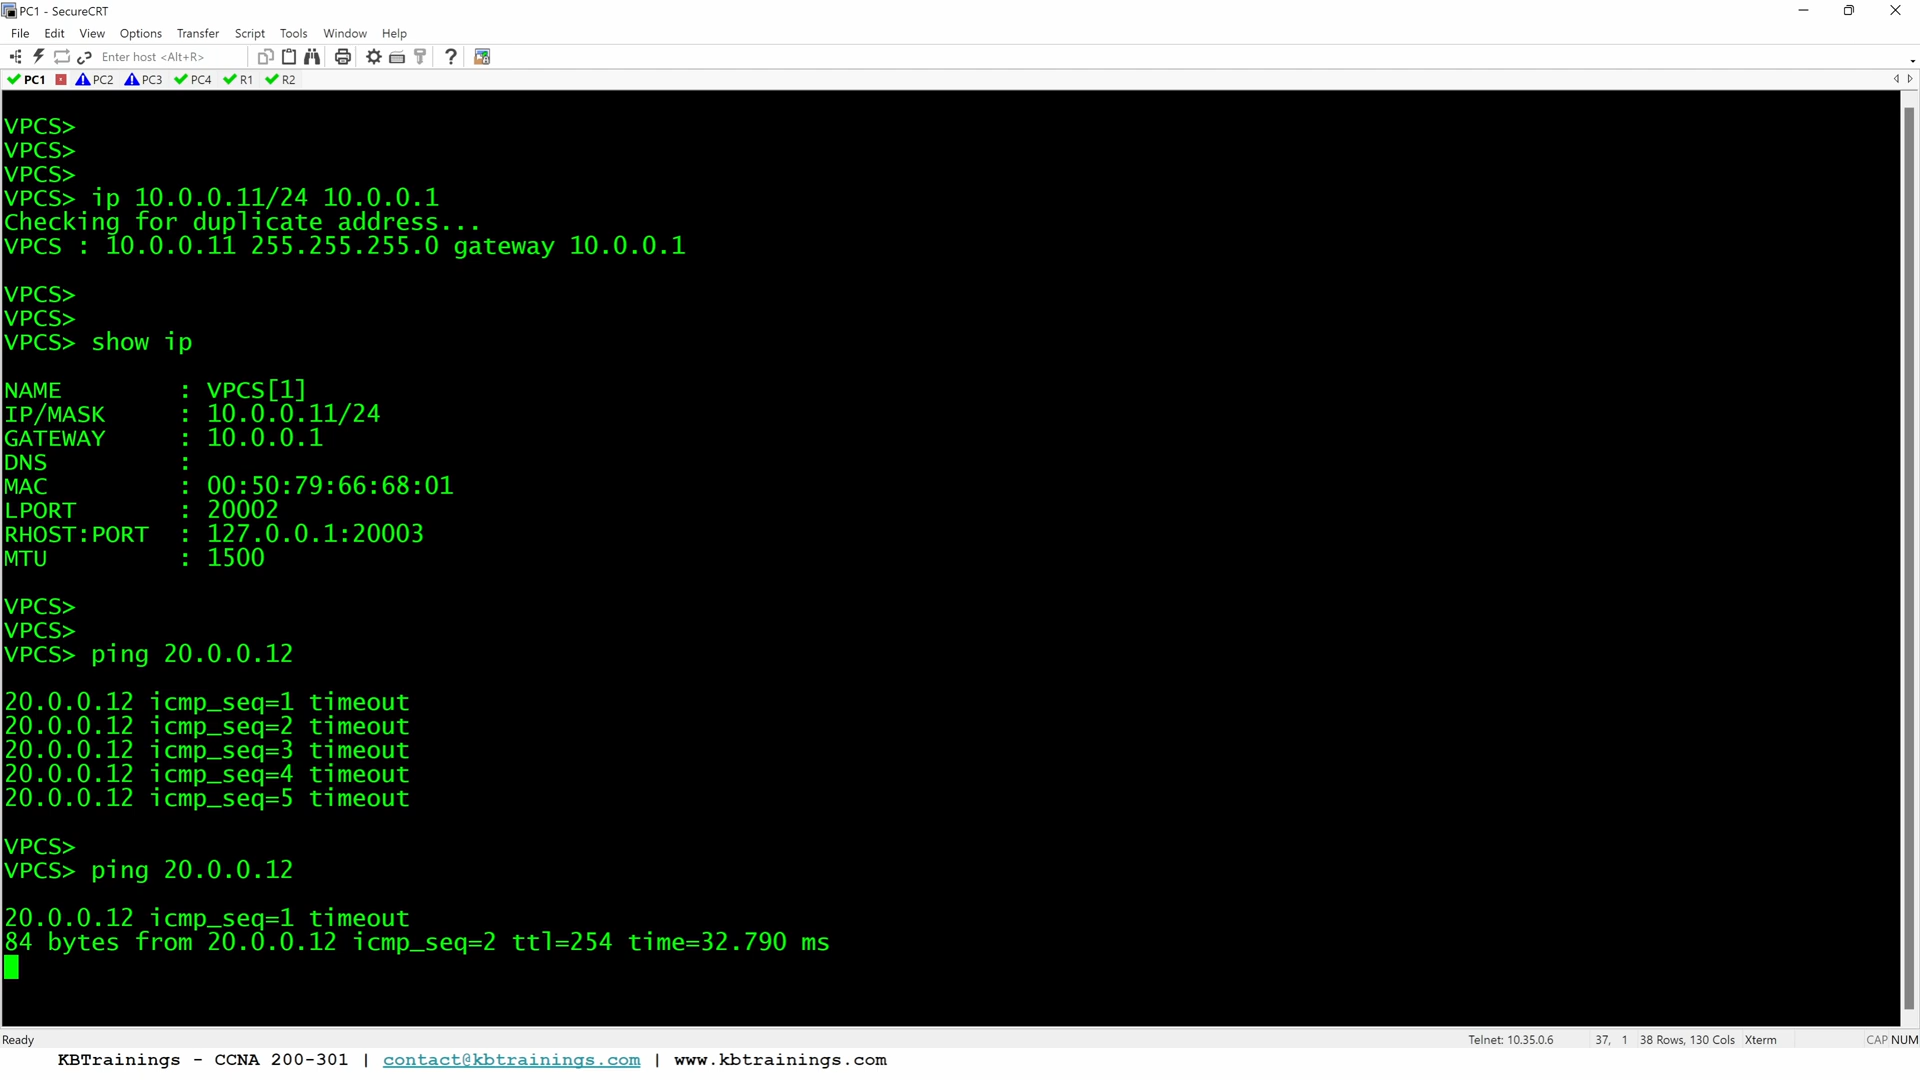 PC1 - SecureCRT
File Edit View Options Transfer Script Tools Window Help
Enter host <Alt+R>
PC1 PC2 PC3 PC4 R1 R2
VPCS>
VPCS>
VPCS>
VPCS> ip 10.0.0.11/24 10.0.0.1
Checking for duplicate address...
VPCS : 10.0.0.11 255.255.255.0 gateway 10.0.0.1
VPCS>
VPCS>
VPCS> show ip
NAME : VPCS[1]
IP/MASK : 10.0.0.11/24
GATEWAY : 10.0.0.1
DNS :
MAC : 00:50:79:66:68:01
LPORT : 20002
RHOST:PORT : 127.0.0.1:20003
MTU : 1500
VPCS>
VPCS>
VPCS> ping 20.0.0.12
20.0.0.12 icmp_seq=1 timeout
20.0.0.12 icmp_seq=2 timeout
20.0.0.12 icmp_seq=3 timeout
20.0.0.12 icmp_seq=4 timeout
20.0.0.12 icmp_seq=5 timeout
VPCS>
VPCS> ping 20.0.0.12
20.0.0.12 icmp_seq=1 timeout
84 bytes from 20.0.0.12 icmp_seq=2 ttl=254 time=32.790 ms
Ready Telnet: 10.35.0.6 37, 1 38 Rows, 130 Cols Xterm CAP NUM
KBTrainings - CCNA 200-301 | contact@kbtrainings.com | www.kbtrainings.com